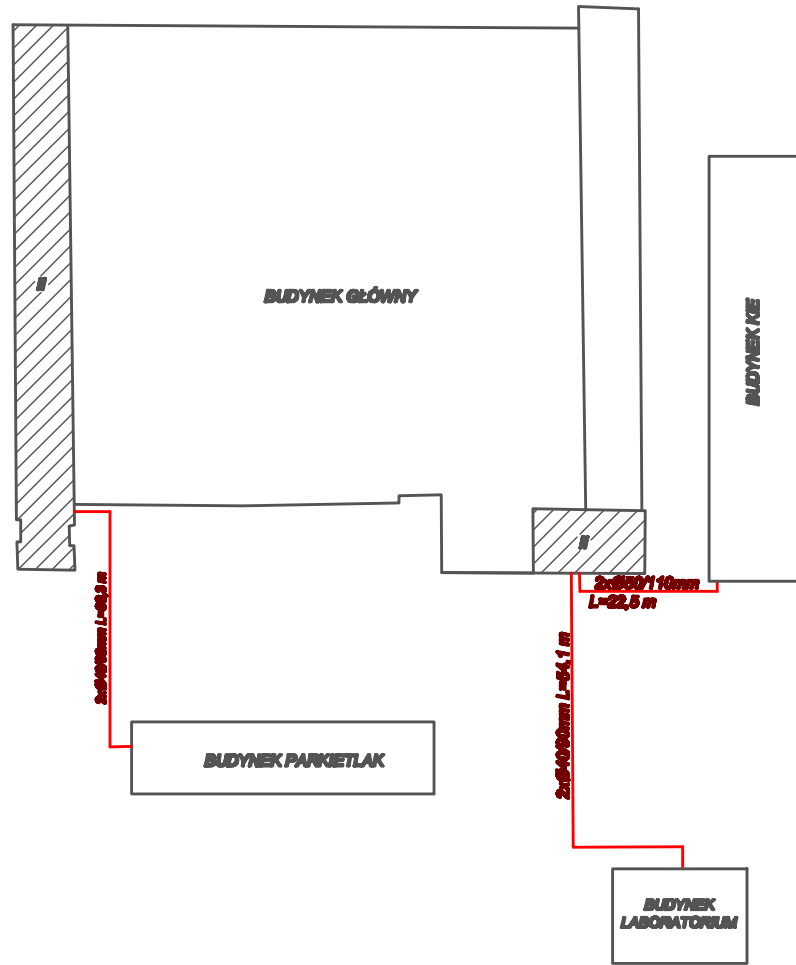 II
BUDYNEK GŁÓWNY
BUDYNEK KIE
II
2xØ50/110mm
L=22,5 m
m
2xØ40/90mm L=54,1 m
BUDYNEK PARKIETLAK
BUDYNEK
LABORATORIUM